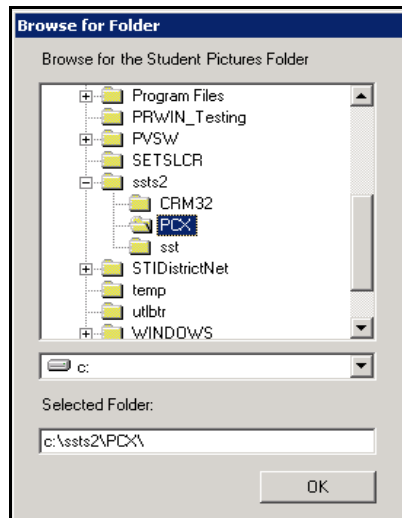 Browse for Folder
Browse for the Student Pictures Folder
Program Files
PRWIN_Testing
PVSW
SETSLCR
ssts2
CRM32
PCX
sst
STIDistrictNet
temp
utlbtr
WINDOWS
c:
Selected Folder:
c:\ssts2\PCX\
OK